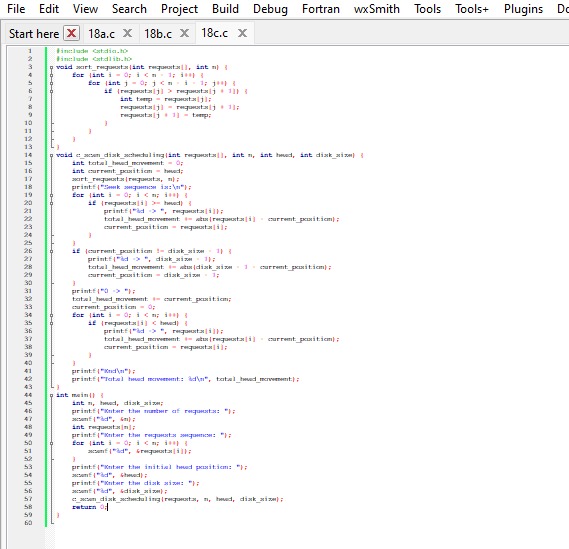 File Edit View Search Project Build Debug Fortran wxSmith Tools Tools+ Plugins
Start here 18a.c 18b.c 18c.c
1 #include <stdio.h>
2 #include <stdlib.h>
3 void sort_requests(int requests[], int n) {
4 for (int i = 0; i < n - 1; i++) {
5 for (int j = 0; j < n - i - 1; j++) {
6 if (requests[j] > requests[j + 1]) {
7 int temp = requests[j];
8 requests[j] = requests[j + 1];
9 requests[j + 1] = temp;
10 }
11 }
12 }
13 }
14 void c_scan_disk_scheduling(int requests[], int n, int head, int disk_size) {
15 int total_head_movement = 0;
16 int current_position = head;
17 sort_requests(requests, n);
18 printf("Seek sequence is:\n");
19 for (int i = 0; i < n; i++) {
20 if (requests[i] >= head) {
21 printf("%d -> ", requests[i]);
22 total_head_movement += abs(requests[i] - current_position);
23 current_position = requests[i];
24 }
25 }
26 if (current_position != disk_size - 1) {
27 printf("%d -> ", disk_size - 1);
28 total_head_movement += abs(disk_size - 1 - current_position);
29 current_position = disk_size - 1;
30 }
31 printf("0 -> ");
32 total_head_movement += current_position;
33 current_position = 0;
34 for (int i = 0; i < n; i++) {
35 if (requests[i] < head) {
36 printf("%d -> ", requests[i]);
37 total_head_movement += abs(requests[i] - current_position);
38 current_position = requests[i];
39 }
40 }
41 printf("End\n");
42 printf("Total head movement: %d\n", total_head_movement);
43 }
44 int main() {
45 int n, head, disk_size;
46 printf("Enter the number of requests: ");
47 scanf("%d", &n);
48 int requests[n];
49 printf("Enter the requests sequence: ");
50 for (int i = 0; i < n; i++) {
51 scanf("%d", &requests[i]);
52 }
53 printf("Enter the initial head position: ");
54 scanf("%d", &head);
55 printf("Enter the disk size: ");
56 scanf("%d", &disk_size);
57 c_scan_disk_scheduling(requests, n, head, disk_size);
58 return 0;
59 }
60